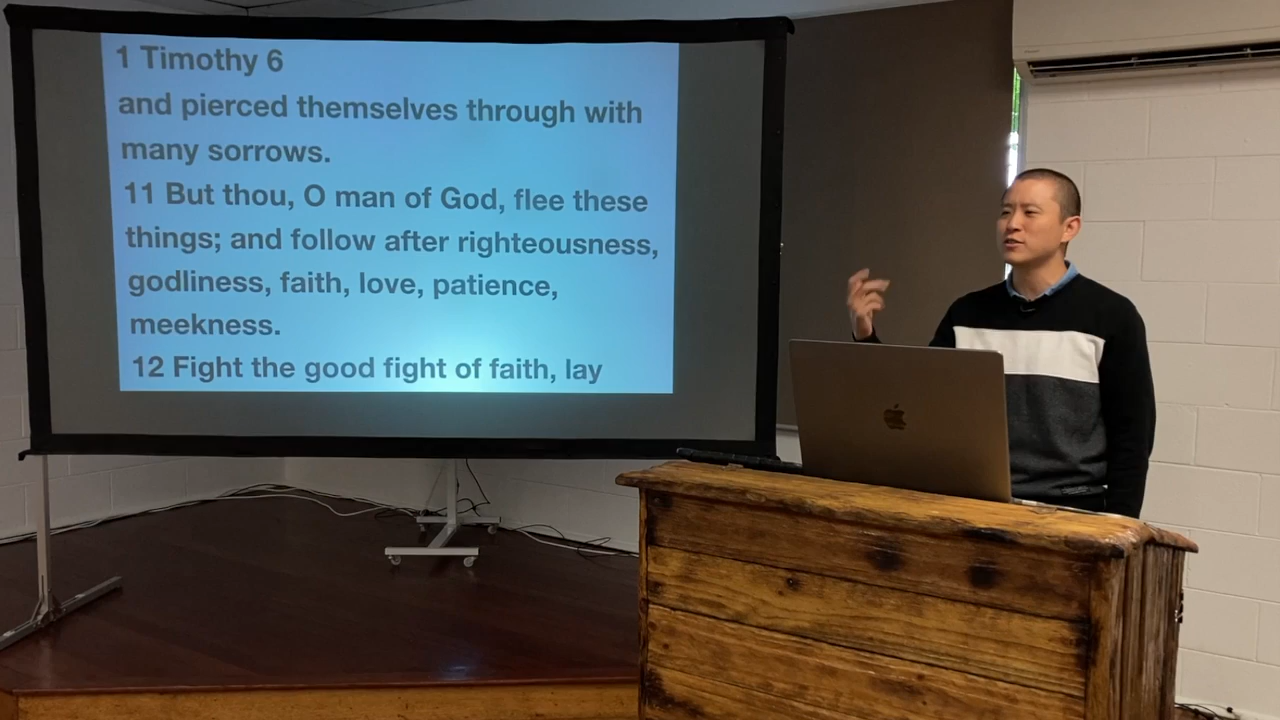 1 Timothy 6
and pierced themselves through with
many sorrows.
11 But thou, O man of God, flee these
things; and follow after righteousness,
godliness, faith, love, patience,
meekness.
12 Fight the good fight of faith, lay